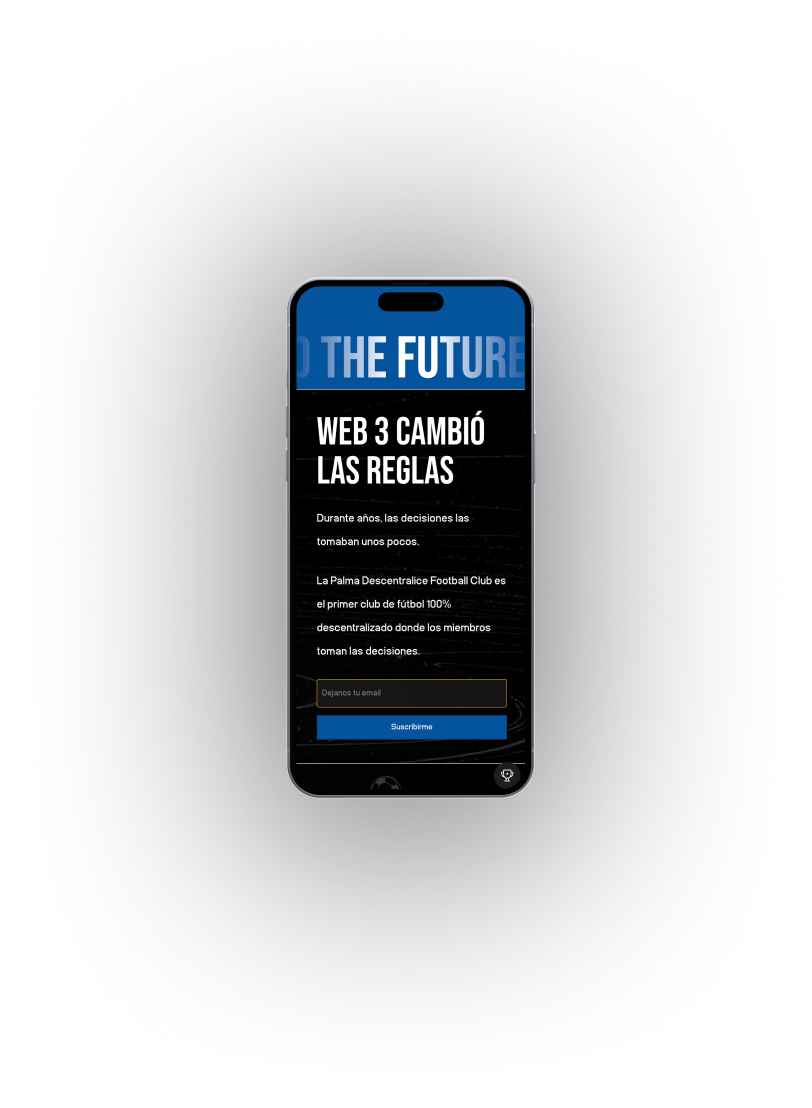 THE FUTURE
WEB 3 CAMBIÓ
LAS REGLAS
Durante años, las decisiones las
tomaban unos pocos.
La Palma Descentralice Football Club es
el primer club de fútbol 100%
descentralizado donde los miembros
toman las decisiones.
Dejanos tu email
Suscribirme